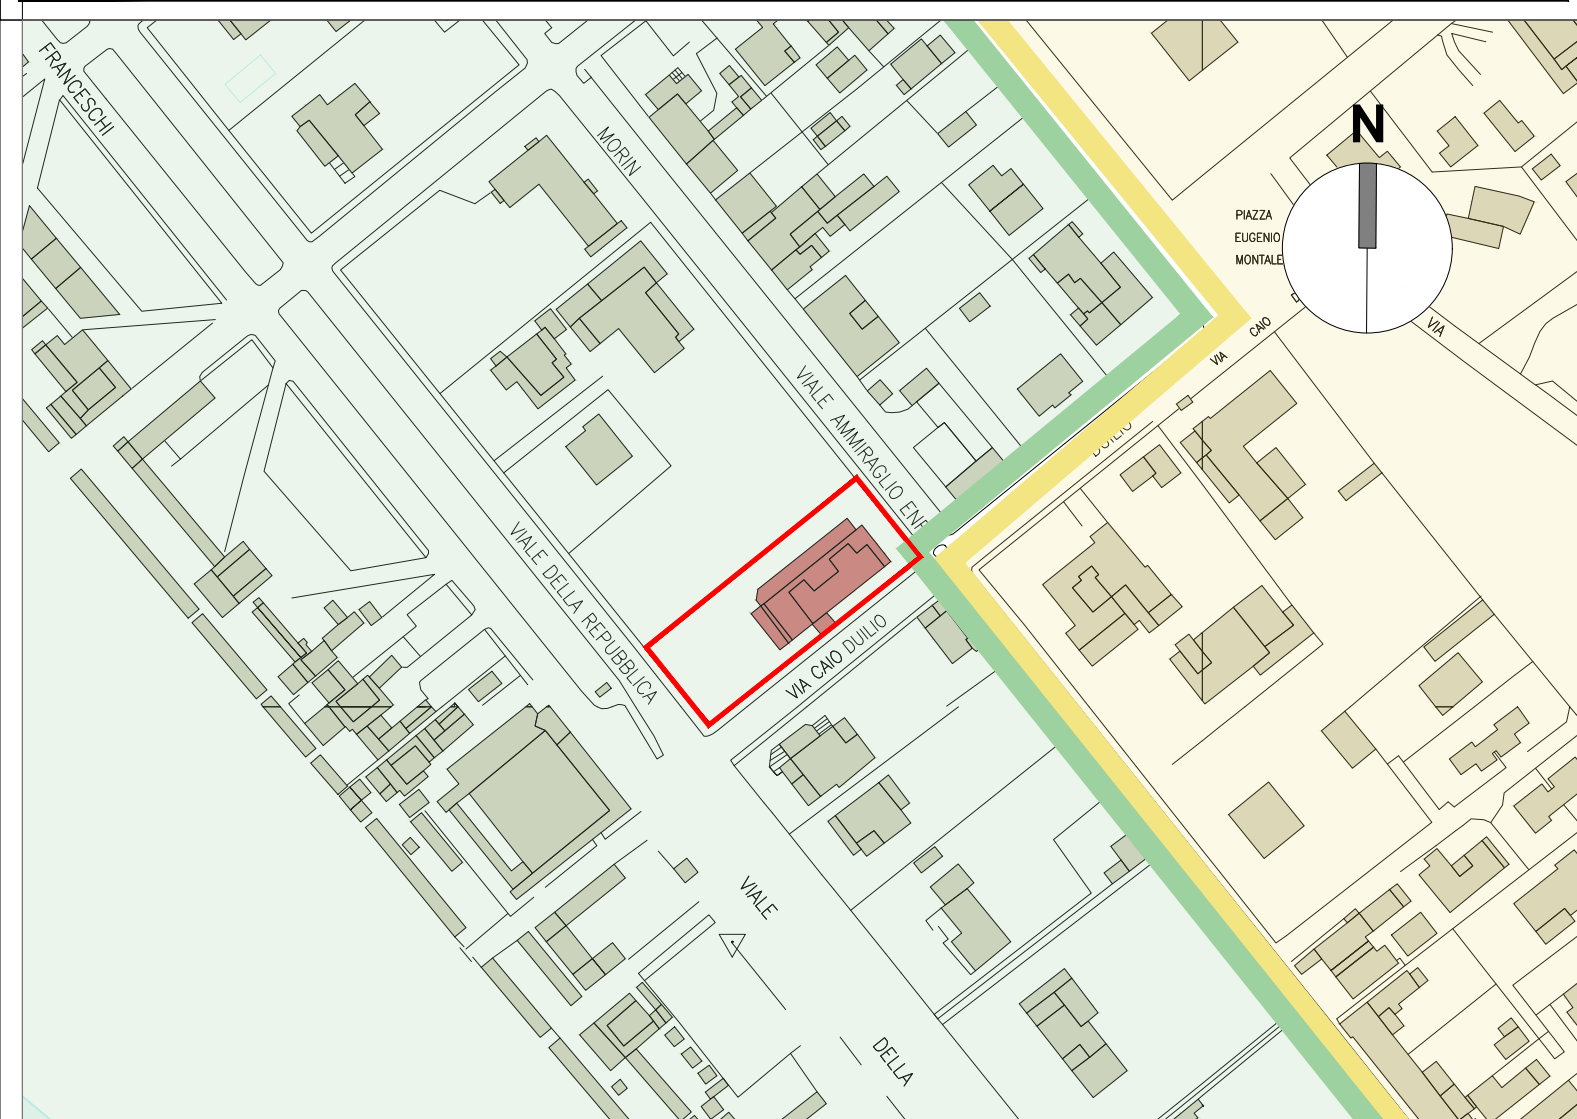 FRANCESCHI
MORIN
N
PIAZZA
EUGENIO
MONTALE
VIA
CAIO
VIA
DUILIO
VIALE AMMIRAGLIO
VIALE DELLA REPUBBLICA
VIA CAIO DUILIO
VIALE
DELLA